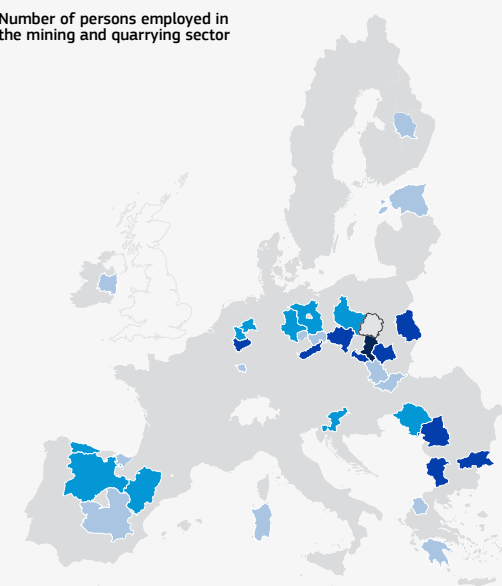 Number of persons employed in
the mining and quarrying sector